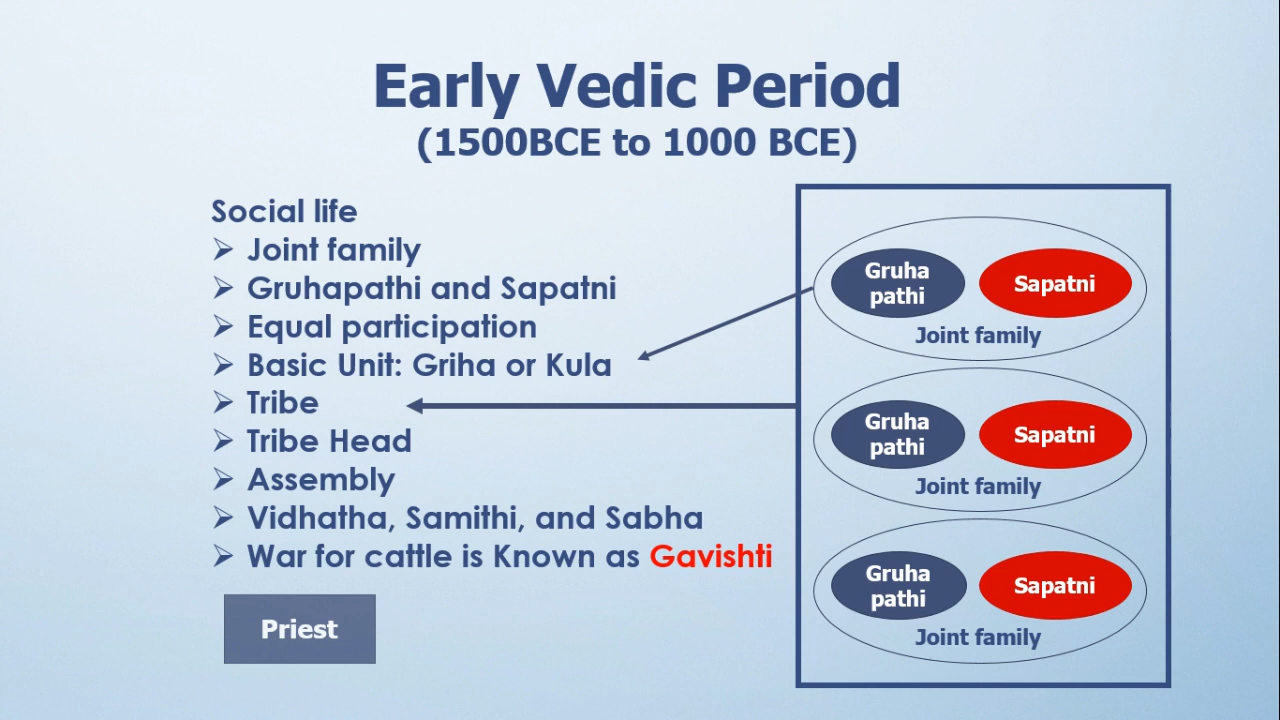 Early Vedic Period
(1500BCE to 1000 BCE)
Social life
➢ Joint family
➢ Gruhapathi and Sapatni
➢ Equal participation
➢ Basic Unit: Griha or Kula
➢ Tribe
➢ Tribe Head
➢ Assembly
➢ Vidhatha, Samithi, and Sabha
➢ War for cattle is Known as Gavishti
Priest
Gruha
pathi
Sapatni
Joint family
Gruha
pathi
Sapatni
Joint family
Gruha
pathi
Sapatni
Joint family